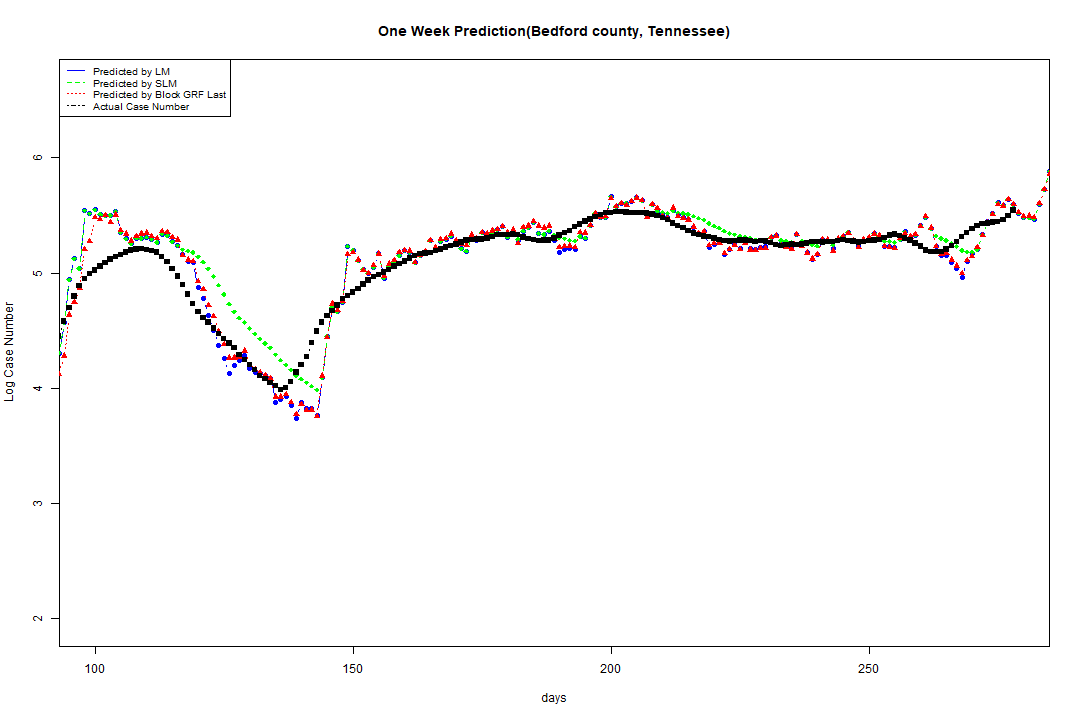 One Week Prediction(Bedford county, Tennessee)
Predicted by LM
Predicted by SLM
Predicted by Block GRF Last
Actual Case Number
6
5
4
3
2
Log Case Number
100 150 200 250
days